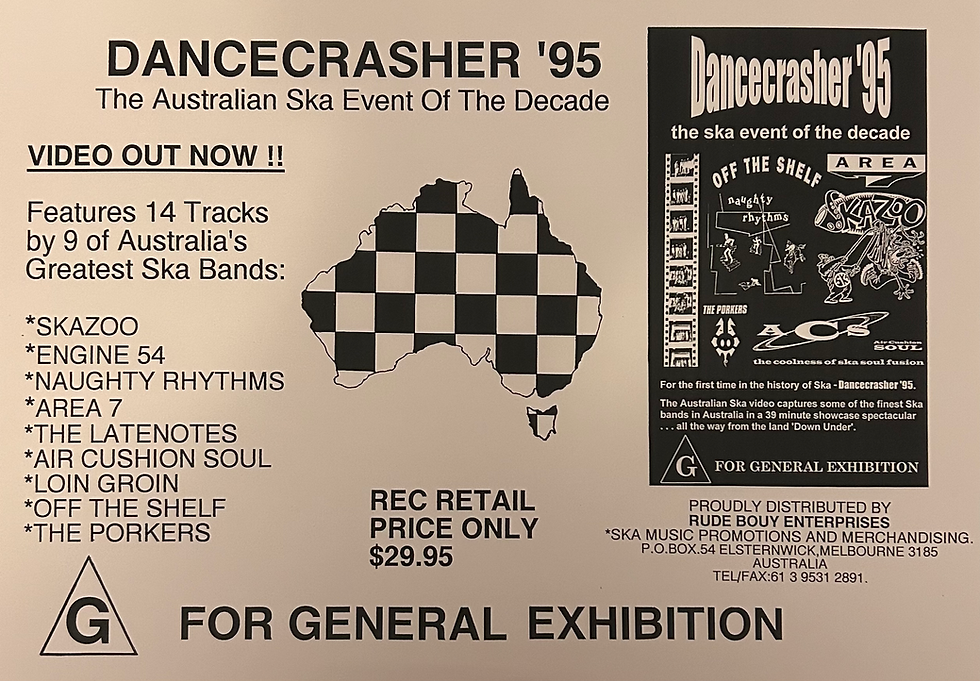 DANCECRASHER '95
The Australian Ska Event Of The Decade
VIDEO OUT NOW !!
Features 14 Tracks
by 9 of Australia's
Greatest Ska Bands:
*SKAZOO
*ENGINE 54
*NAUGHTY RHYTHMS
*AREA 7
*THE LATENOTES
*AIR CUSHION SOUL
*LOIN GROIN
*OFF THE SHELF
*THE PORKERS
REC RETAIL
PRICE ONLY
$29.95
Dancecrasher '95
the ska event of the decade
OFF THE SHELF
AREA
7
naughty
rhythms
SKAZOO
THE PORKERS
ACS
Air Cushion
SOUL
the coolness of ska soul fusion
For the first time in the history of Ska - Dancecrasher '95.
The Australian Ska video captures some of the finest Ska
bands in Australia in a 39 minute showcase spectacular
. . . all the way from the land 'Down Under'.
G FOR GENERAL EXHIBITION
PROUDLY DISTRIBUTED BY
RUDE BOUY ENTERPRISES
*SKA MUSIC PROMOTIONS AND MERCHANDISING.
P.O.BOX.54 ELSTERNWICK,MELBOURNE 3185
AUSTRALIA
TEL/FAX:61 3 9531 2891.
G FOR GENERAL EXHIBITION